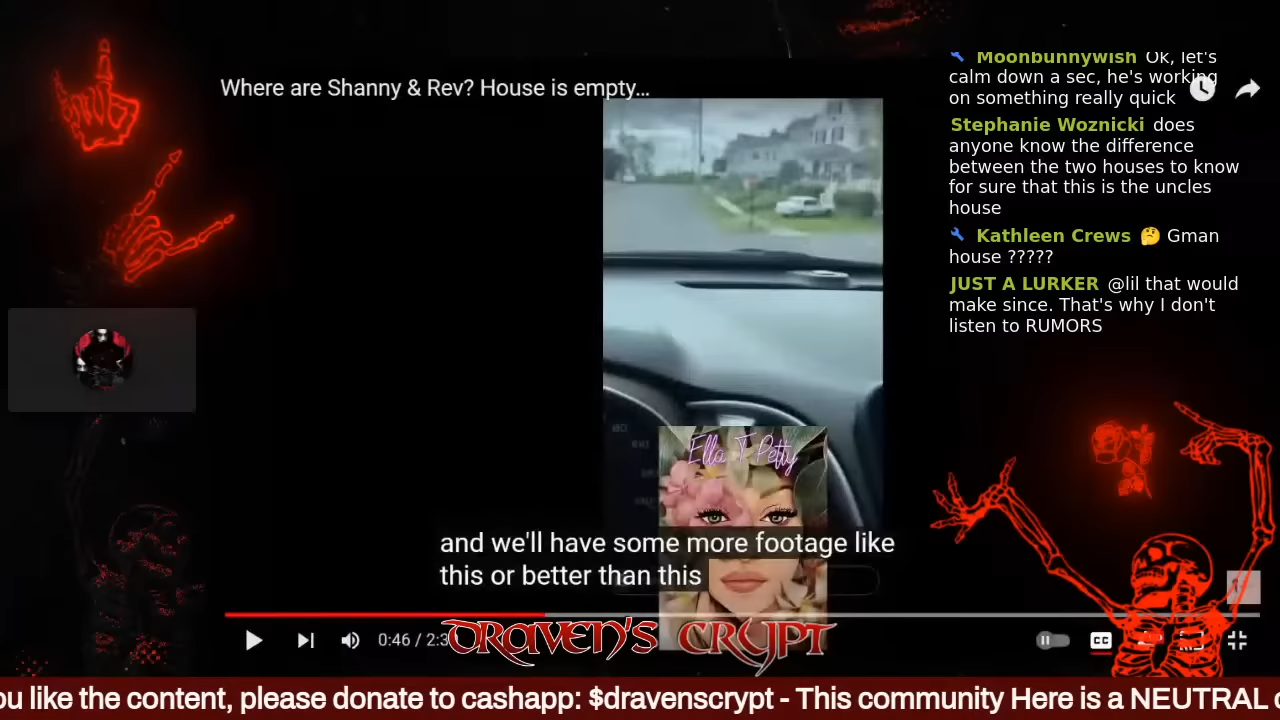 Where are Shanny & Rev? House is empty...
Moonbunnywish Ok, let's
calm down a sec, he's working
on something really quick
Stephanie Woznicki does
anyone know the difference
between the two houses to know
for sure that this is the uncles
house
Kathleen Crews 🤔 Gman
house ?????
JUST A LURKER @lil that would
make since. That's why I don't
listen to RUMORS
Ella T Petty
and we'll have some more footage like
this or better than this
0:46 / 2:3
CC
DRAVEN'S CRYPT
ou like the content, please donate to cashapp: $dravenscrypt - This community Here is a NEUTRAL